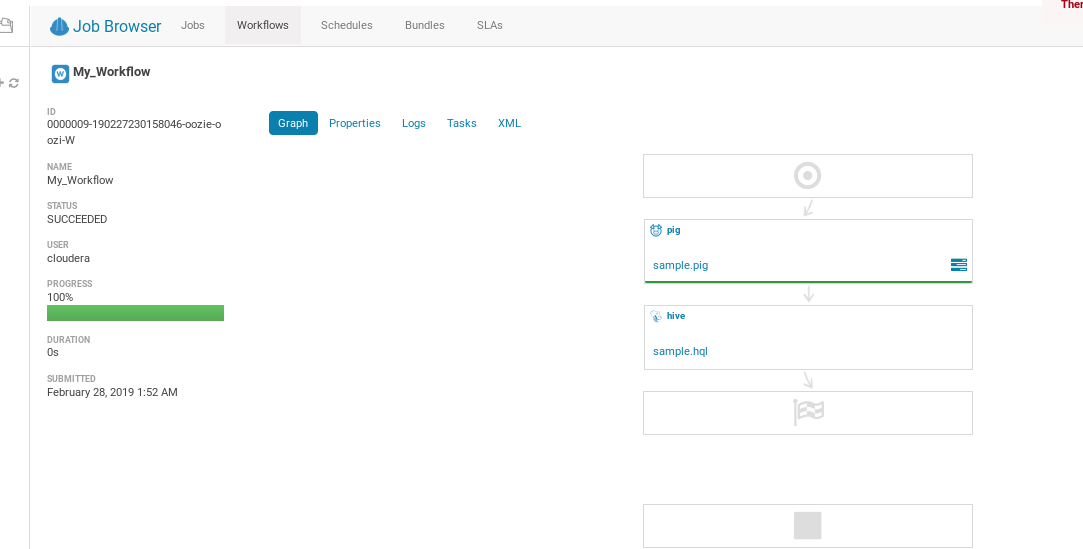 Ther
Job Browser Jobs Workflows Schedules Bundles SLAs
My_Workflow
ID
0000009-190227230158046-oozie-o
ozi-W
Graph Properties Logs Tasks XML
NAME
My_Workflow
STATUS
SUCCEEDED
USER
cloudera
PROGRESS
100%
DURATION
0s
SUBMITTED
February 28, 2019 1:52 AM
pig
sample.pig
hive
sample.hql